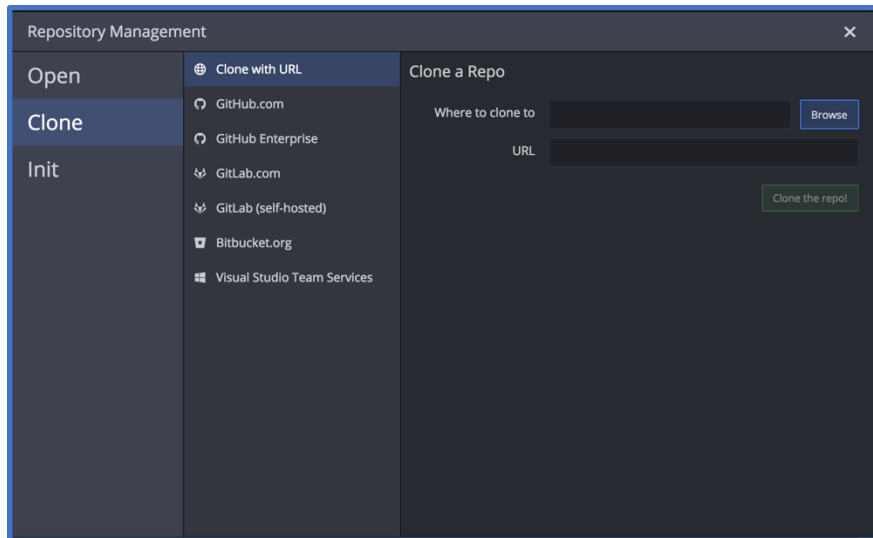 Repository Management
Open
Clone
Init
Clone with URL
GitHub.com
GitHub Enterprise
GitLab.com
GitLab (self-hosted)
Bitbucket.org
Visual Studio Team Services
Clone a Repo
Where to clone to
Browse
URL
Clone the repo!